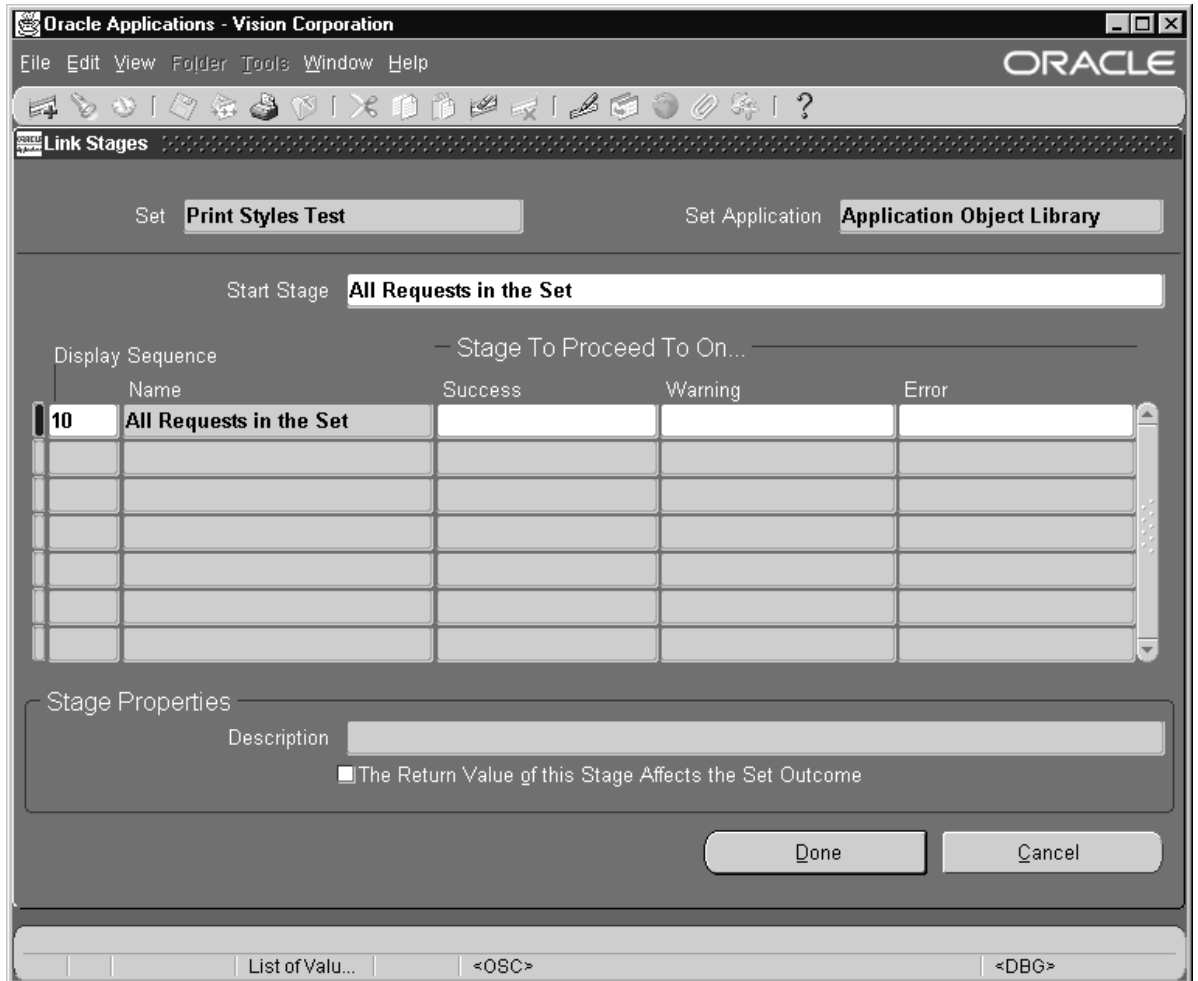 Oracle Applications - Vision Corporation
File Edit View Folder Tools Window Help
ORACLE
?
Link Stages
Set Print Styles Test Set Application Application Object Library
Start Stage All Requests in the Set
Display Sequence Stage To Proceed To On...
Name Success Warning Error
10 All Requests in the Set
Stage Properties
Description
The Return Value of this Stage Affects the Set Outcome
Done Cancel
List of Valu... <OSC> <DBG>